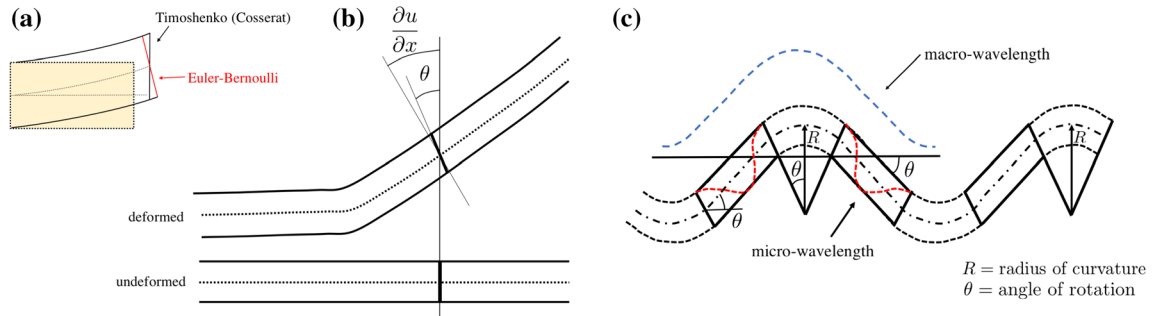 (a)
Timoshenko (Cosserat)
Euler-Bernoulli
(b)
∂u
∂x
θ
deformed
undeformed
(c)
macro-wavelength
R
R
θ
θ
θ
micro-wavelength
R = radius of curvature
θ = angle of rotation